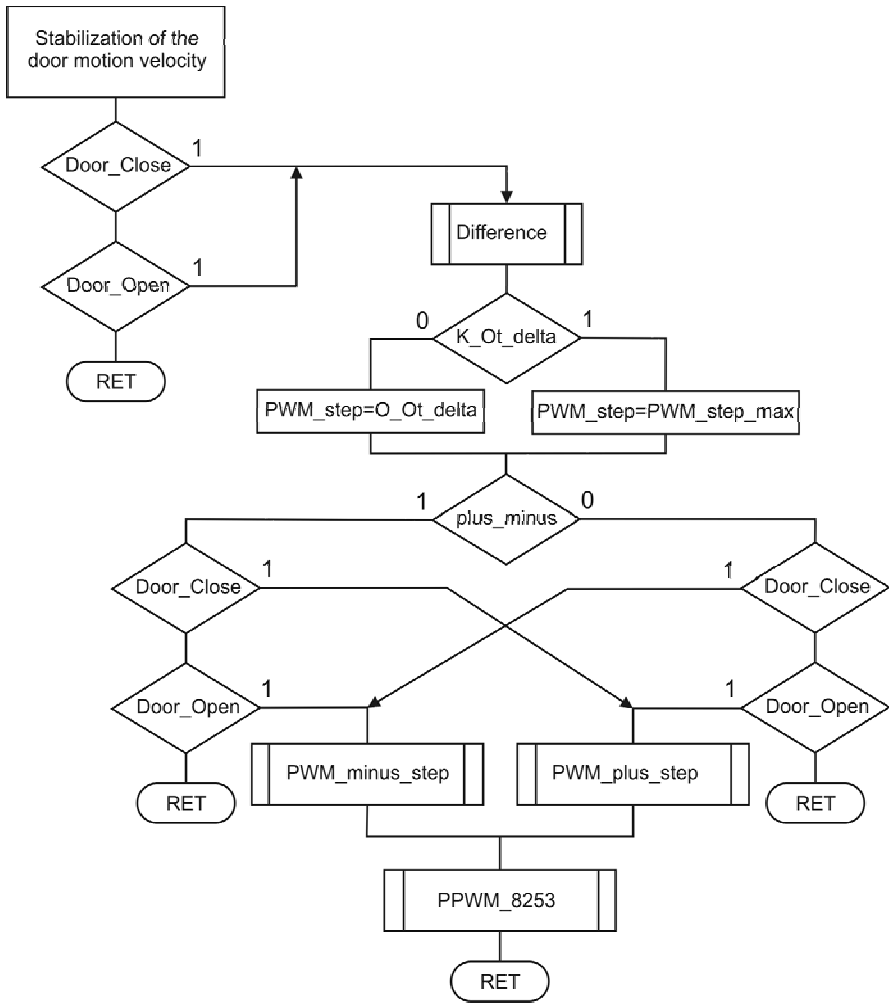 Stabilization of the
door motion velocity
Door_Close
1
Door_Open
1
RET
Difference
K_Ot_delta
0
1
PWM_step=O_Ot_delta
PWM_step=PWM_step_max
plus_minus
1
0
Door_Close
1
1
Door_Close
Door_Open
1
1
Door_Open
PWM_minus_step
PWM_plus_step
RET
RET
PPWM_8253
RET